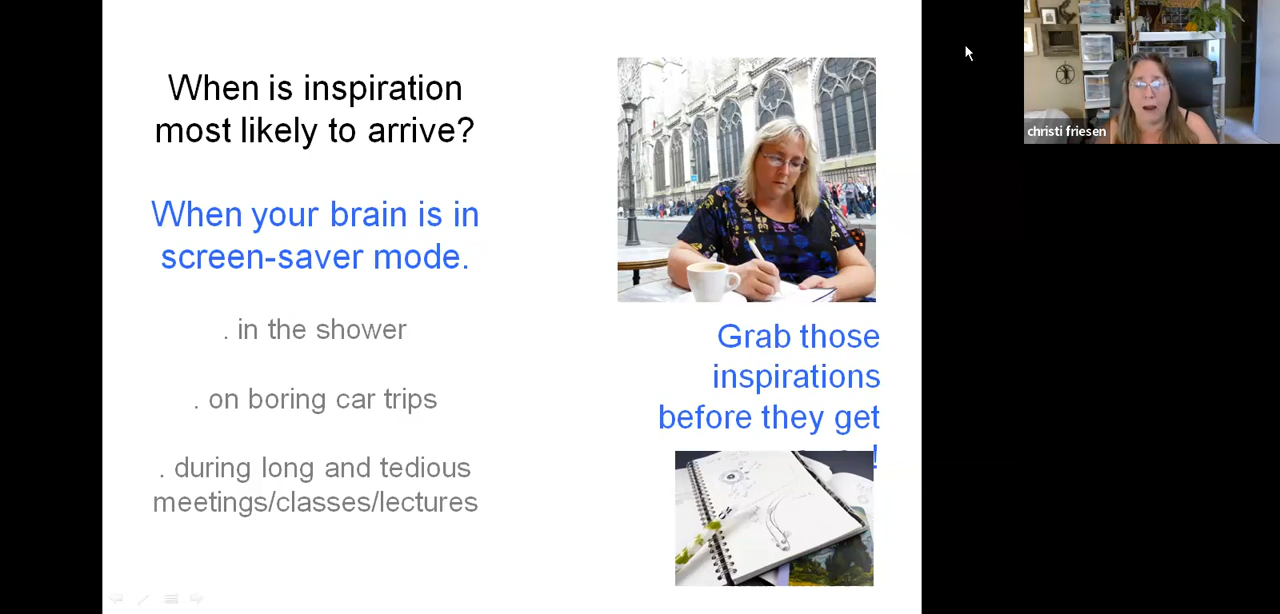 When is inspiration
most likely to arrive?
When your brain is in
screen-saver mode.
. in the shower
. on boring car trips
. during long and tedious
meetings/classes/lectures
Grab those
inspirations
before they get
!
christi friesen